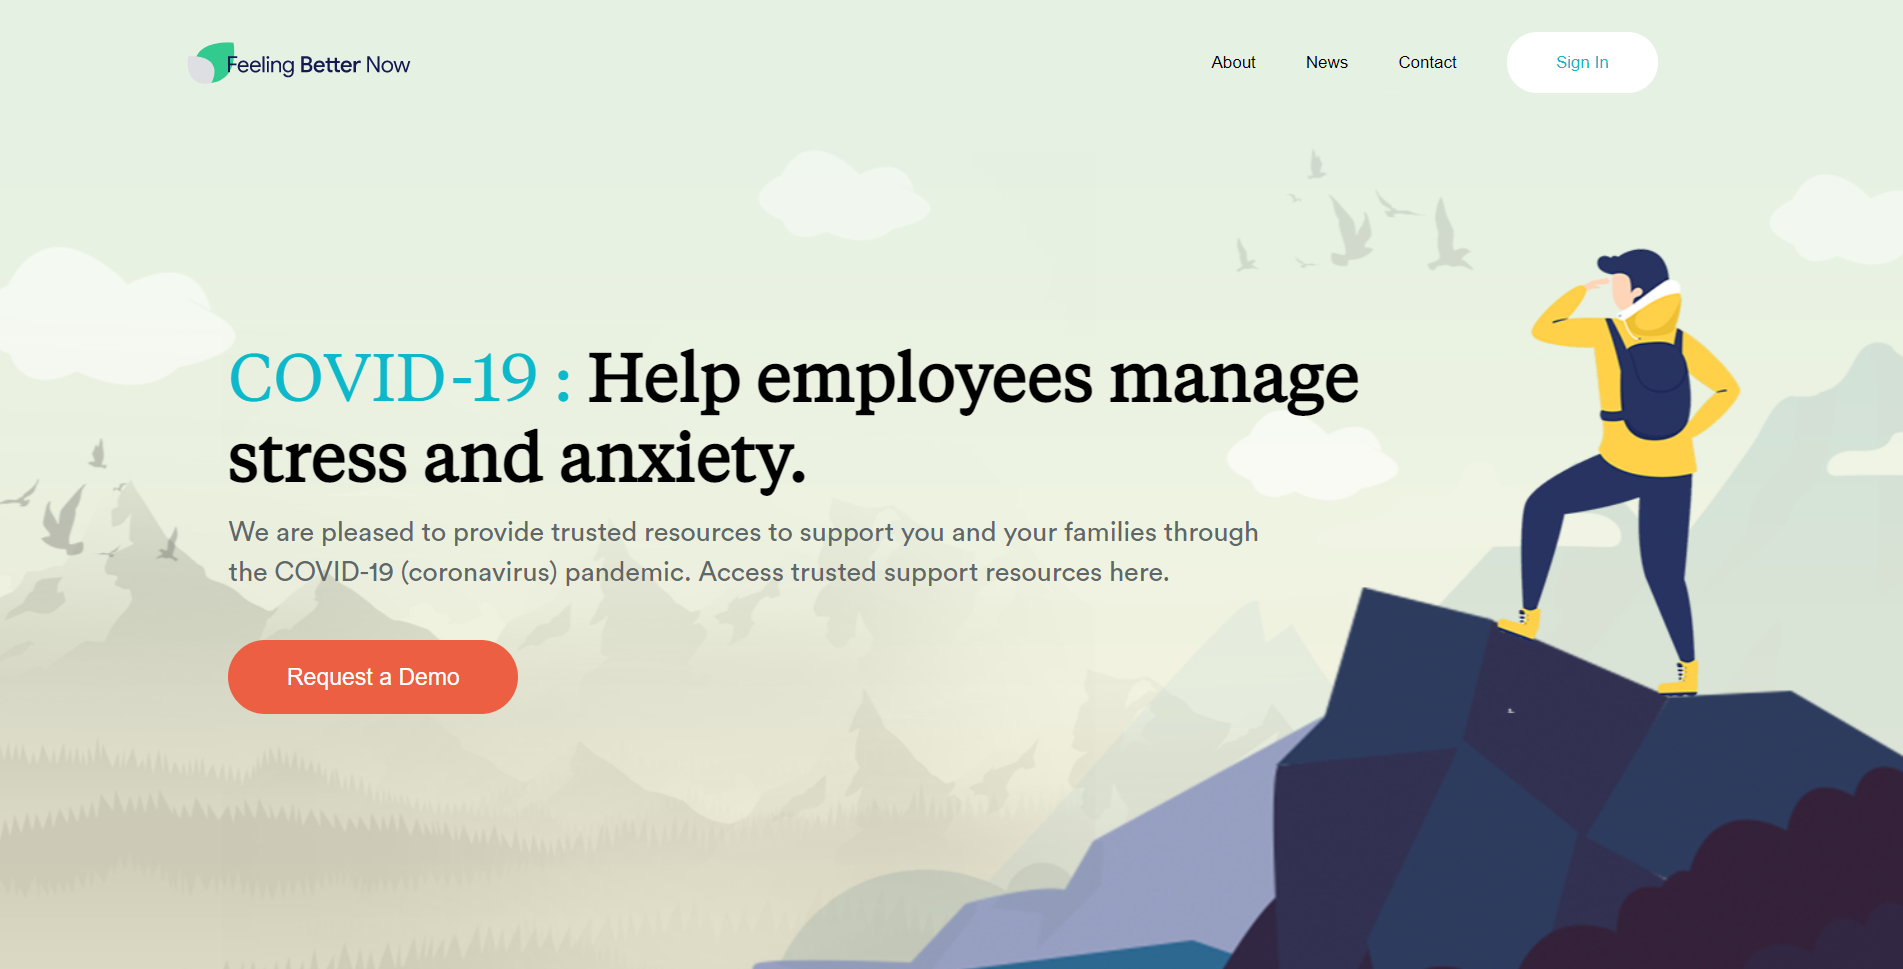 Feeling Better Now
About
News
Contact
Sign In
COVID-19 : Help employees manage
stress and anxiety.
We are pleased to provide trusted resources to support you and your families through
the COVID-19 (coronavirus) pandemic. Access trusted support resources here.
Request a Demo